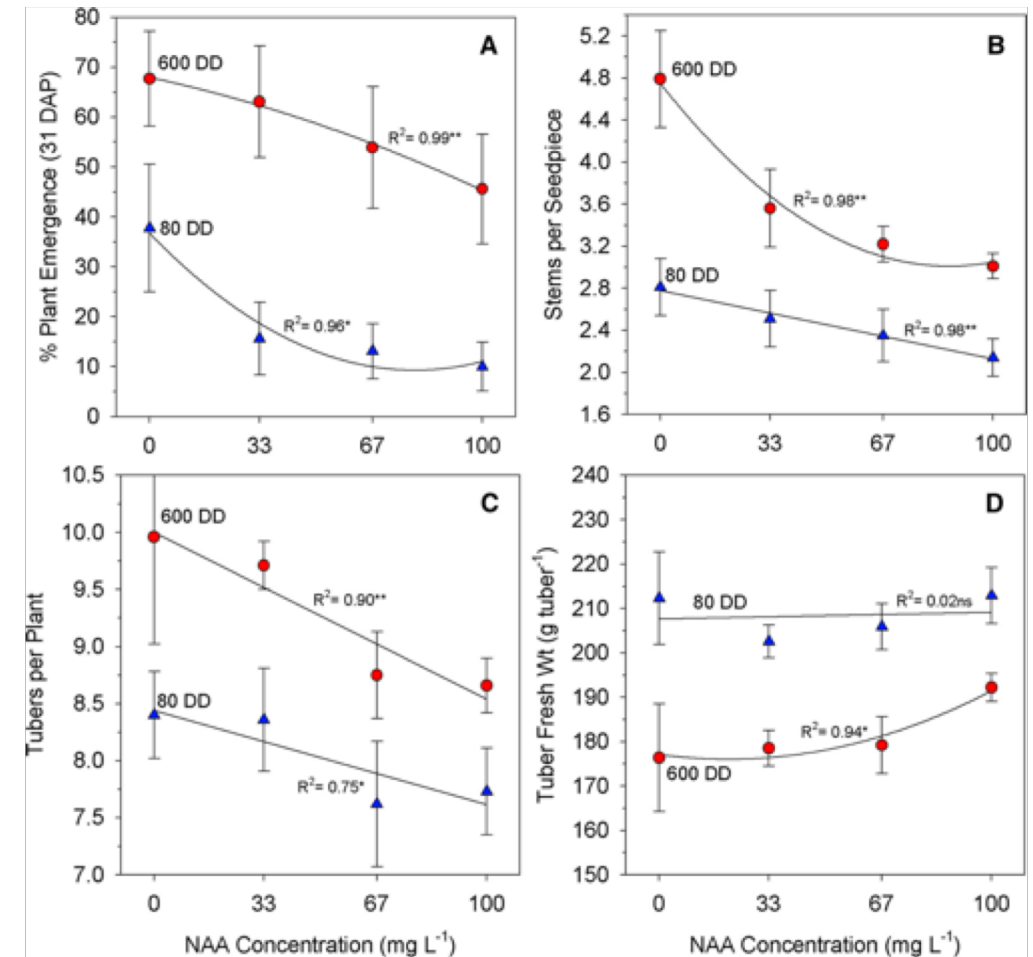 A
% Plant Emergence (31 DAP)
80
70
60
50
40
30
20
10
0
600 DD
R²= 0.99**
80 DD
R²= 0.96*
0 33 67 100
B
Stems per Seedpiece
5.2
4.8
4.4
4.0
3.6
3.2
2.8
2.4
2.0
1.6
600 DD
R²= 0.98**
80 DD
R²= 0.98**
0 33 67 100
C
Tubers per Plant
10.5
10.0
9.5
9.0
8.5
8.0
7.5
7.0
600 DD
R²= 0.90**
80 DD
R²= 0.75*
0 33 67 100
NAA Concentration (mg L⁻¹)
D
Tuber Fresh Wt (g tuber⁻¹)
240
230
220
210
200
190
180
170
160
150
80 DD
R²= 0.02ns
R²= 0.94*
600 DD
0 33 67 100
NAA Concentration (mg L⁻¹)